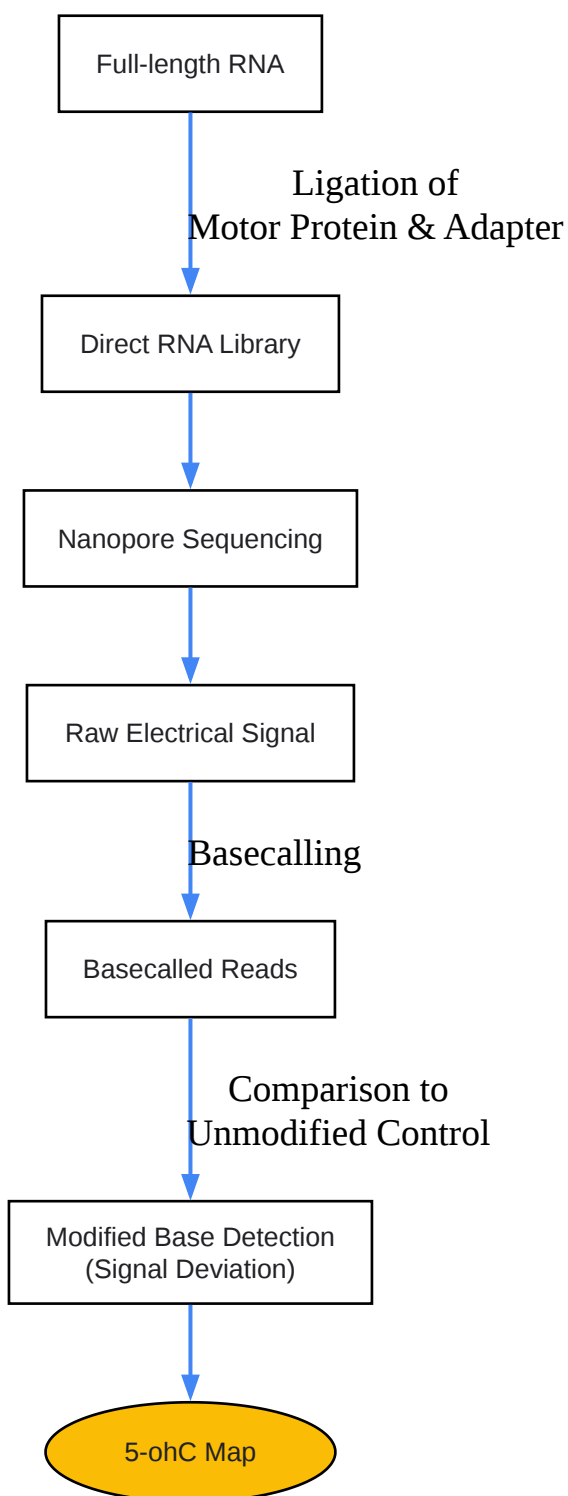 Full-length RNA
Ligation of
Motor Protein & Adapter
Direct RNA Library
Nanopore Sequencing
Raw Electrical Signal
Basecalling
Basecalled Reads
Comparison to
Unmodified Control
Modified Base Detection
(Signal Deviation)
5-ohC Map